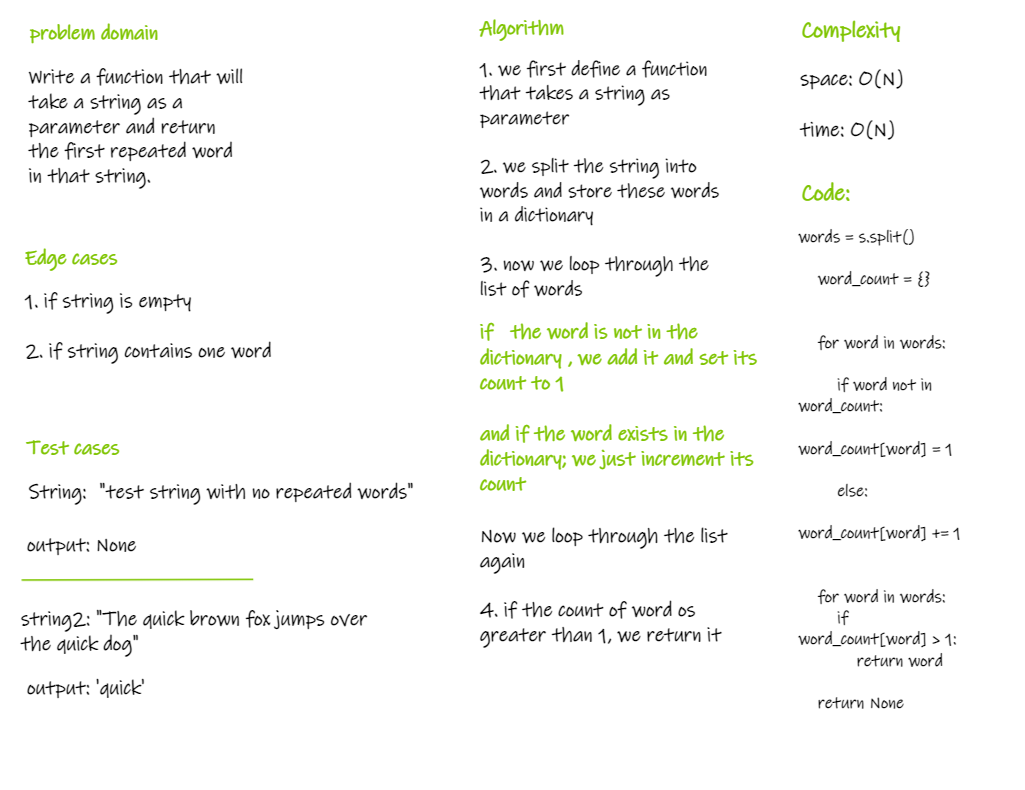 problem domain
Write a function that will
take a string as a
parameter and return
the first repeated word
in that string.
Edge cases
1. if string is empty
2. if string contains one word
Test cases
String: "test string with no repeated words"
output: None
string2: "The quick brown fox jumps over
the quick dog"
output: 'quick'
Algorithm
1. we first define a function
that takes a string as
parameter
2. we split the string into
words and store these words
in a dictionary
3. now we loop through the
list of words
if the word is not in the
dictionary , we add it and set its
count to 1
and if the word exists in the
dictionary; we just increment its
count
Now we loop through the list
again
4. if the count of word os
greater than 1, we return it
Complexity
space: O(N)
time: O(N)
Code:
words = s.split()
word_count = {}
for word in words:
if word not in
word_count:
word_count[word] = 1
else:
word_count[word] += 1
for word in words:
if
word_count[word] > 1:
return word
return None